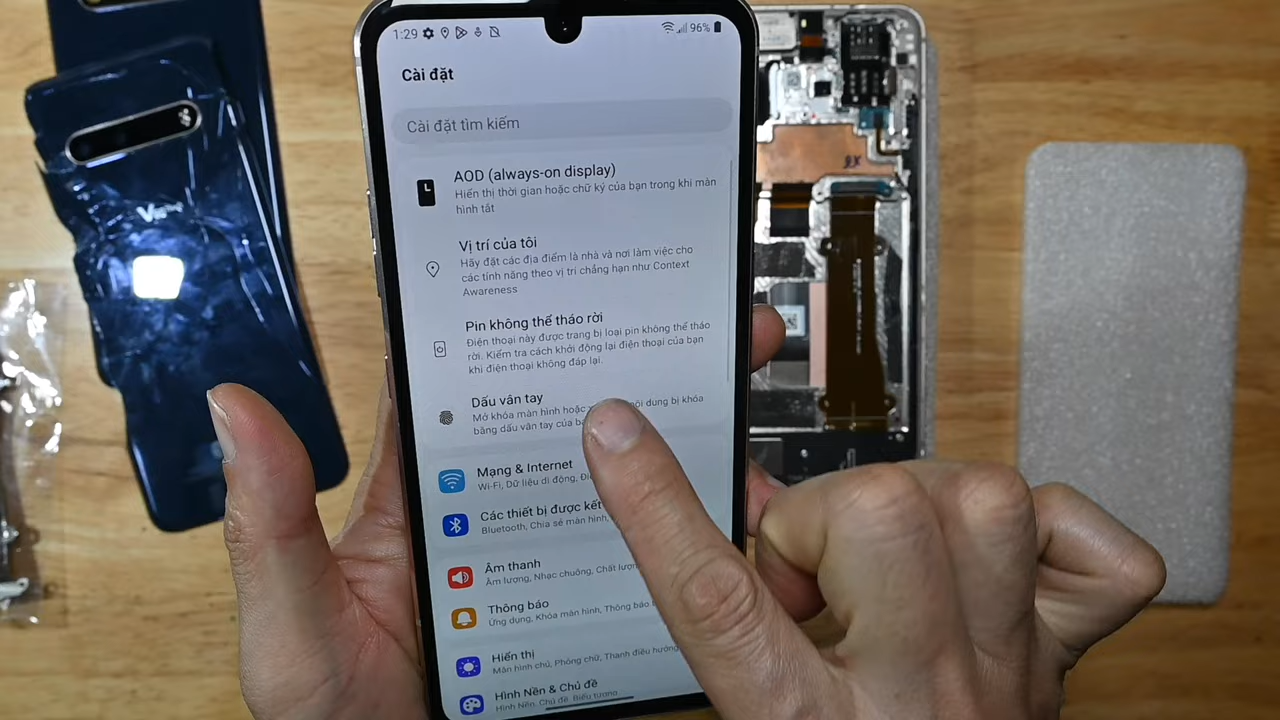 1:29
96%
Cài đặt
Cài đặt tìm kiếm
AOD (always-on display)
Hiển thị thời gian hoặc chữ ký của bạn trong khi màn
hình tắt
Vị trí của tôi
Hãy đặt các địa điểm là nhà và nơi làm việc cho
các tính năng theo vị trí chẳng hạn như Context
Awareness
Pin không thể tháo rời
Điện thoại này được trang bị loại pin không thể tháo
rời. Kiểm tra cách khởi động lại điện thoại của bạn
khi điện thoại không đáp lại.
Dấu vân tay
Mở khóa màn hình hoặc nội dung bị khóa
bằng dấu vân tay của
Mạng & Internet
Wi-Fi, Dữ liệu di động,
Các thiết bị được kết
Bluetooth, Chia sẻ màn hình,
Âm thanh
Âm lượng, Nhạc chuông, Chất
Thông báo
Ứng dụng, Khóa màn hình, Thông báo
Hiển thị
Màn hình chủ, Phông chữ, Thanh điều hướng
Hình Nền & Chủ đề
Hình Nền, Chủ đề, Biểu tượng